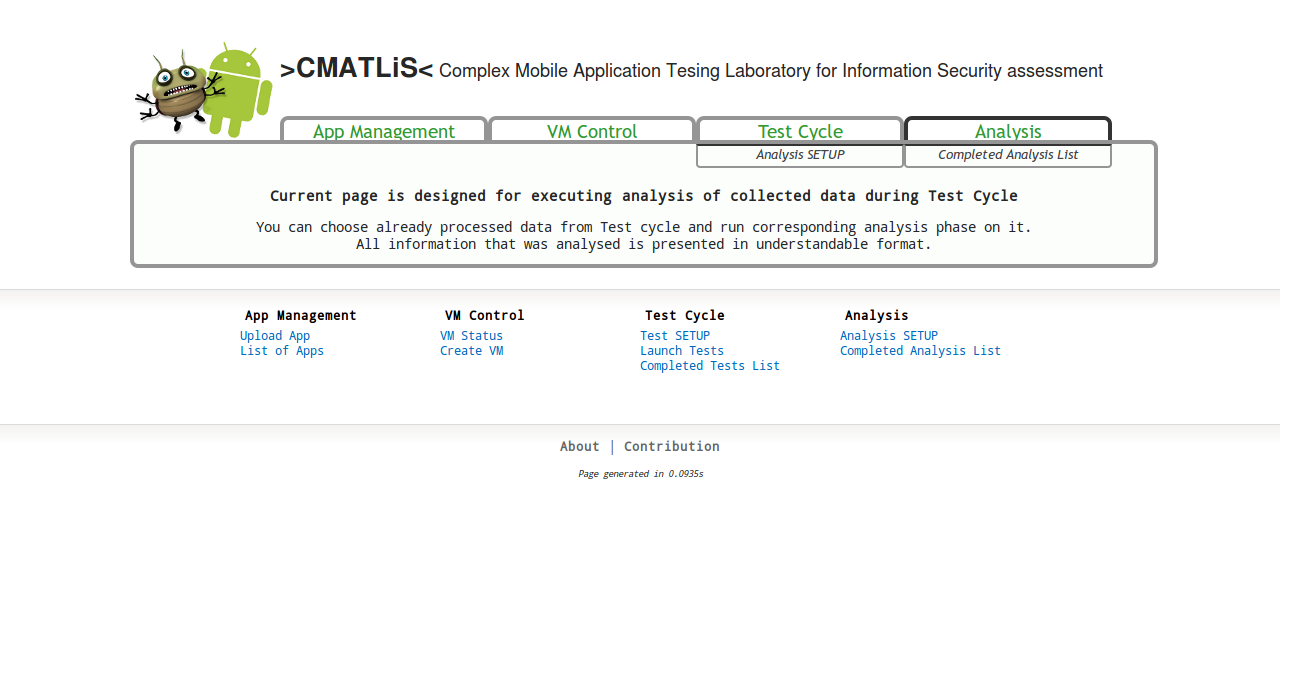 >CMATLiS< Complex Mobile Application Tesing Laboratory for Information Security assessment
App Management VM Control Test Cycle Analysis
Analysis SETUP Completed Analysis List
Current page is designed for executing analysis of collected data during Test Cycle
You can choose already processed data from Test cycle and run corresponding analysis phase on it.
All information that was analysed is presented in understandable format.
App Management VM Control Test Cycle Analysis
Upload App VM Status Test SETUP Analysis SETUP
List of Apps Create VM Launch Tests Completed Analysis List
Completed Tests List
About | Contribution
Page generated in 0.0935s